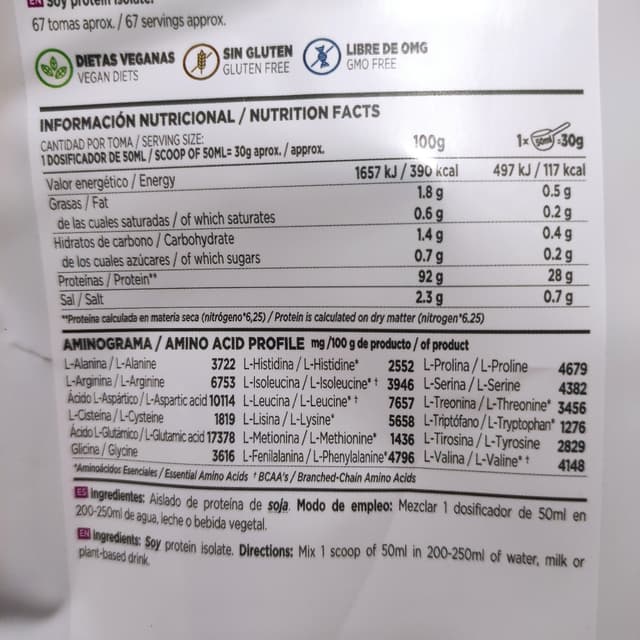 EN Soy protein isolate.
67 tomas aprox. / 67 servings approx.
DIETAS VEGANAS
VEGAN DIETS
SIN GLUTEN
GLUTEN FREE
LIBRE DE OMG
GMO FREE
INFORMACIÓN NUTRICIONAL / NUTRITION FACTS
CANTIDAD POR TOMA / SERVING SIZE:
1 DOSIFICADOR DE 50ML / SCOOP OF 50ML= 30g aprox. / approx.
100g 1x 50ml =30g
Valor energético / Energy 1657 kJ / 390 kcal 497 kJ / 117 kcal
Grasas / Fat 1.8 g 0.5 g
de las cuales saturadas / of which saturates 0.6 g 0.2 g
Hidratos de carbono / Carbohydrate 1.4 g 0.4 g
de los cuales azúcares / of which sugars 0.7 g 0.2 g
Proteínas / Protein** 92 g 28 g
Sal / Salt 2.3 g 0.7 g
**Proteína calculada en materia seca (nitrógeno*6,25) / Protein is calculated on dry matter (nitrogen*6.25)
AMINOGRAMA / AMINO ACID PROFILE mg /100 g de producto / of product
L-Alanina / L-Alanine 3722 L-Histidina / L-Histidine* 2552 L-Prolina / L-Proline 4679
L-Arginina / L-Arginine 6753 L-Isoleucina / L-Isoleucine* † 3946 L-Serina / L-Serine 4382
Ácido L-Aspártico / L-Aspartic acid 10114 L-Leucina / L-Leucine* † 7657 L-Treonina / L-Threonine* 3456
L-Cisteína / L-Cysteine 1819 L-Lisina / L-Lysine* 5658 L-Triptófano / L-Tryptophan* 1276
Ácido L-Glutámico / L-Glutamic acid 17378 L-Metionina / L-Methionine* 1436 L-Tirosina / L-Tyrosine 2829
Glicina / Glycine 3616 L-Fenilalanina / L-Phenylalanine* 4796 L-Valina / L-Valine* † 4148
*Aminoácidos Esenciales / Essential Amino Acids † BCAA's / Branched-Chain Amino Acids
ES Ingredientes: Aislado de proteína de soja. Modo de empleo: Mezclar 1 dosificador de 50ml en
200-250ml de agua, leche o bebida vegetal.
EN Ingredients: Soy protein isolate. Directions: Mix 1 scoop of 50ml in 200-250ml of water, milk or
plant-based drink.